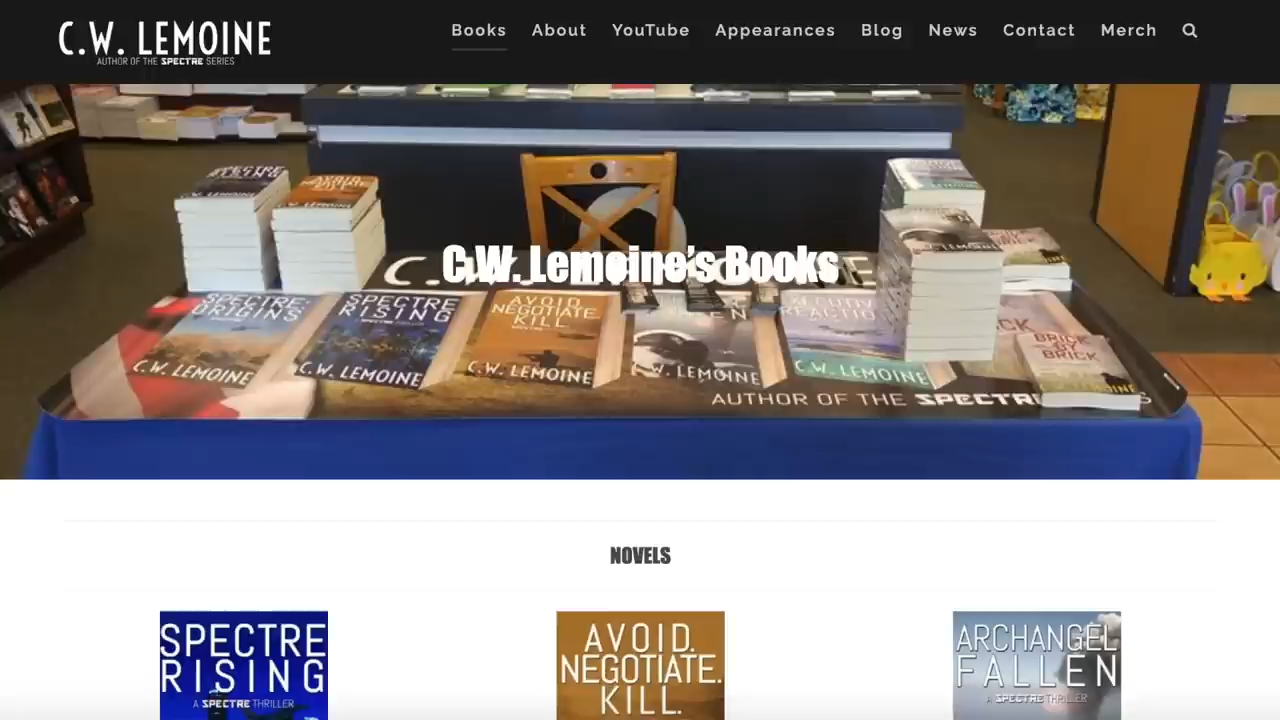 C.W. LEMOINE
AUTHOR OF THE SPECTRE SERIES
Books About YouTube Appearances Blog News Contact Merch
C.W. Lemoine's Books
SPECTRE
ORIGINS
C.W. LEMOINE
SPECTRE
RISING
C.W. LEMOINE
AVOID.
NEGOTIATE.
KILL.
C.W. LEMOINE
C.W. LEMOINE
C.W. LEMOINE
BRICK
BY
BRICK
AUTHOR OF THE SPECTRE
NOVELS
SPECTRE
RISING
A SPECTRE THRILLER
AVOID.
NEGOTIATE.
KILL.
ARCHANGEL
FALLEN
A SPECTRE THRILLER